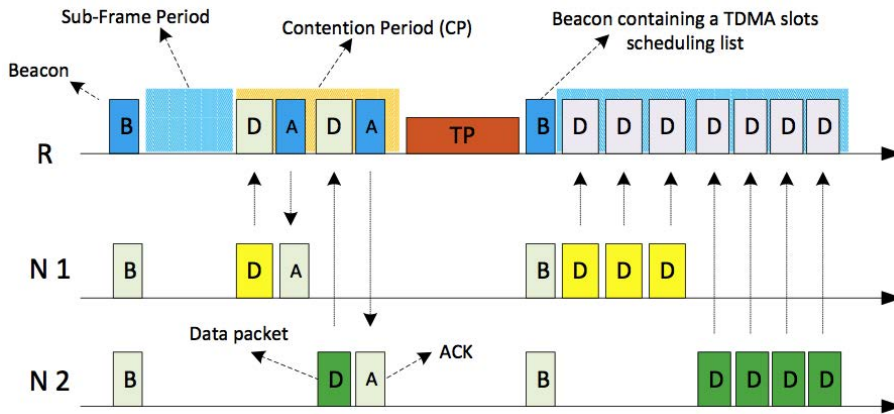 Sub-Frame Period
Contention Period (CP)
Beacon containing a TDMA slots
scheduling list
Beacon
B D A D A TP B D D D D D D D
R
N 1
B D A B D D D
Data packet
ACK
N 2
B D A B D D D D